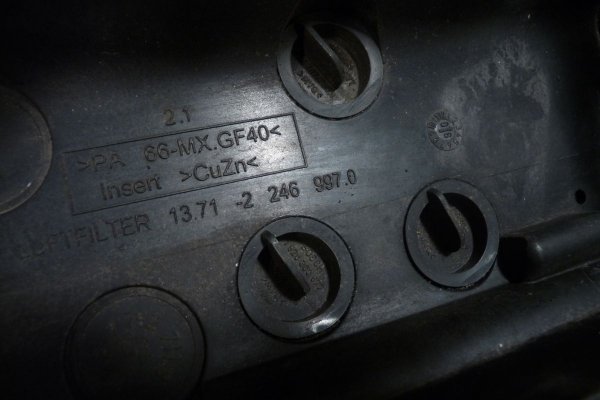 2.1
>PA 66-MX.GF40<
Insert >CuZn<
LUFTFILTER 13.71 -2 246 997.0